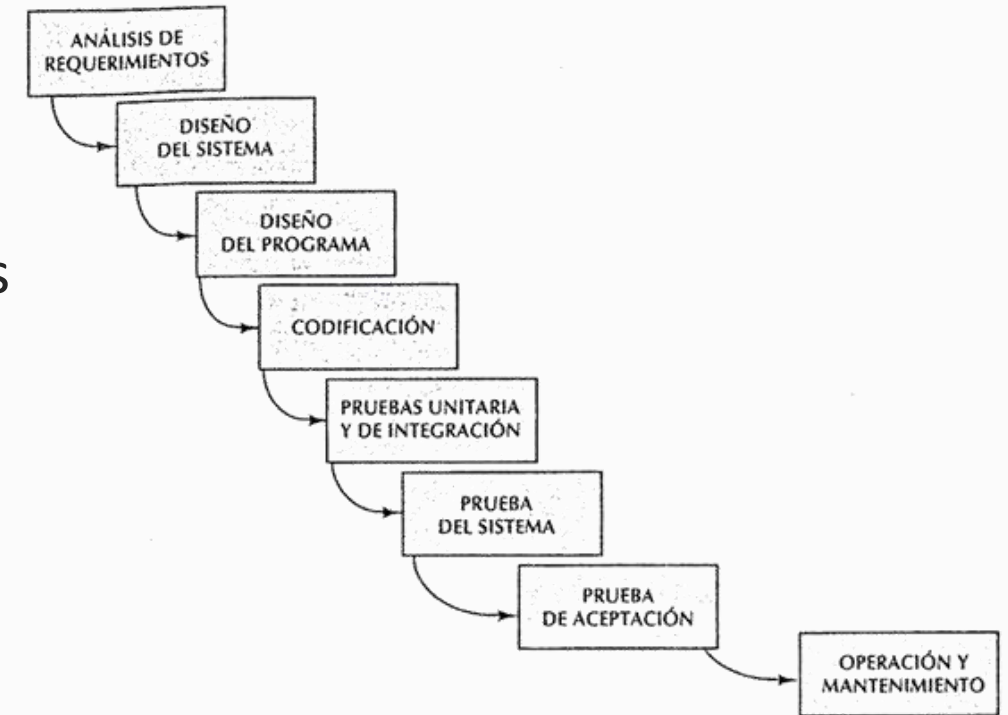 ANÁLISIS DE
REQUERIMIENTOS
DISEÑO
DEL SISTEMA
DISEÑO
DEL PROGRAMA
S
CODIFICACIÓN
PRUEBAS UNITARIA
Y DE INTEGRACIÓN
PRUEBA
DEL SISTEMA
PRUEBA
DE ACEPTACIÓN
OPERACIÓN Y
MANTENIMIENTO